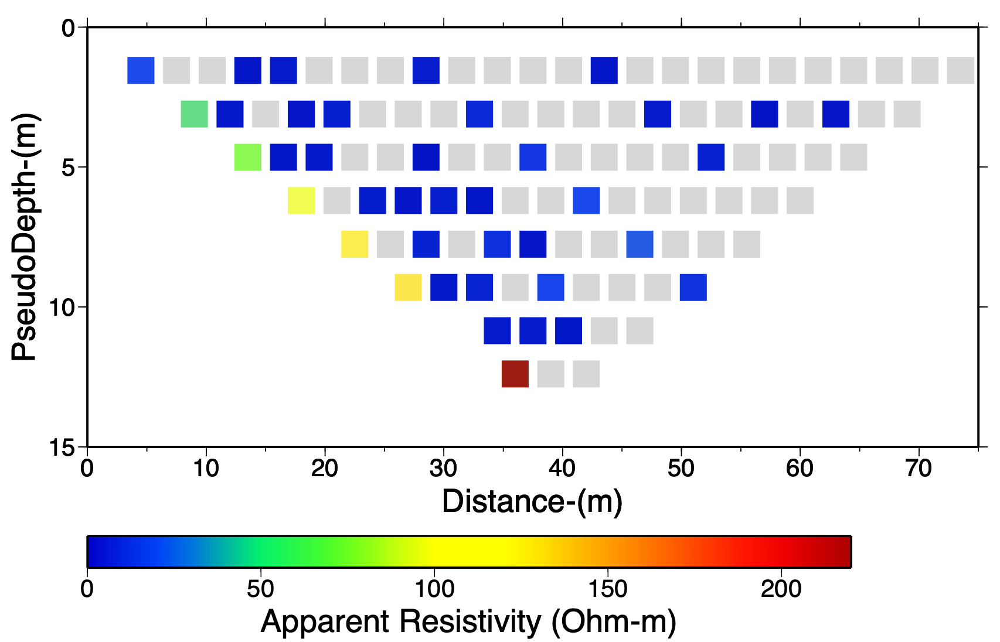 0
5
10
15
PseudoDepth-(m)
0 10 20 30 40 50 60 70
Distance-(m)
0 50 100 150 200
Apparent Resistivity (Ohm-m)